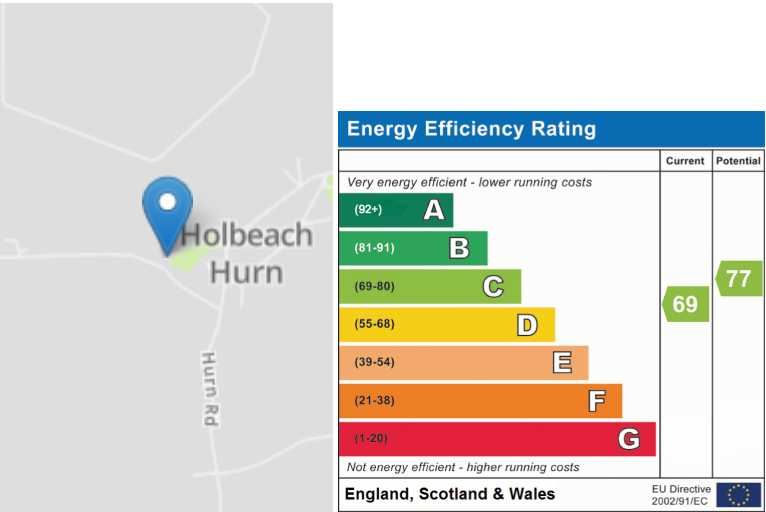 Holbeach
Hurn
Hurn Rd
Energy Efficiency Rating
Current Potential
Very energy efficient - lower running costs
(92+) A
(81-91) B
(69-80) C
(55-68) D
(39-54) E
(21-38) F
(1-20) G
69
77
Not energy efficient - higher running costs
England, Scotland & Wales
EU Directive
2002/91/EC